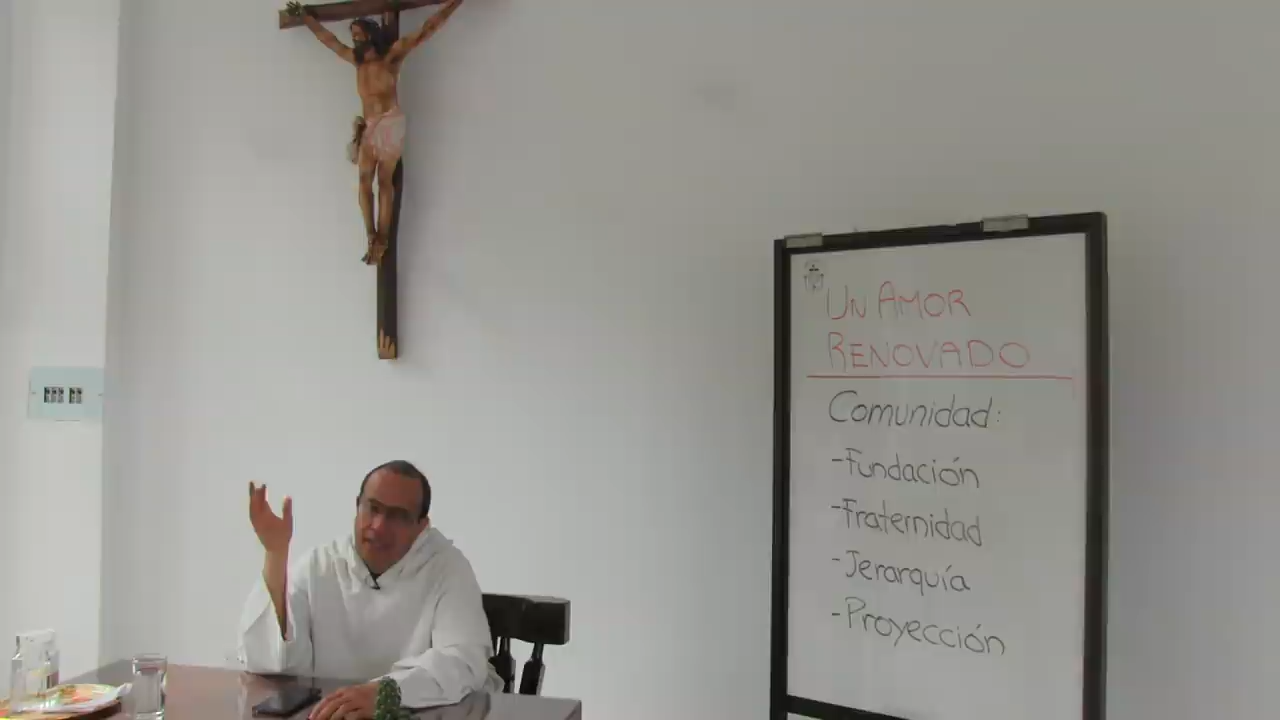 UN AMOR
RENOVADO
Comunidad:
-Fundación
-Fraternidad
-Jerarquía
-Proyección